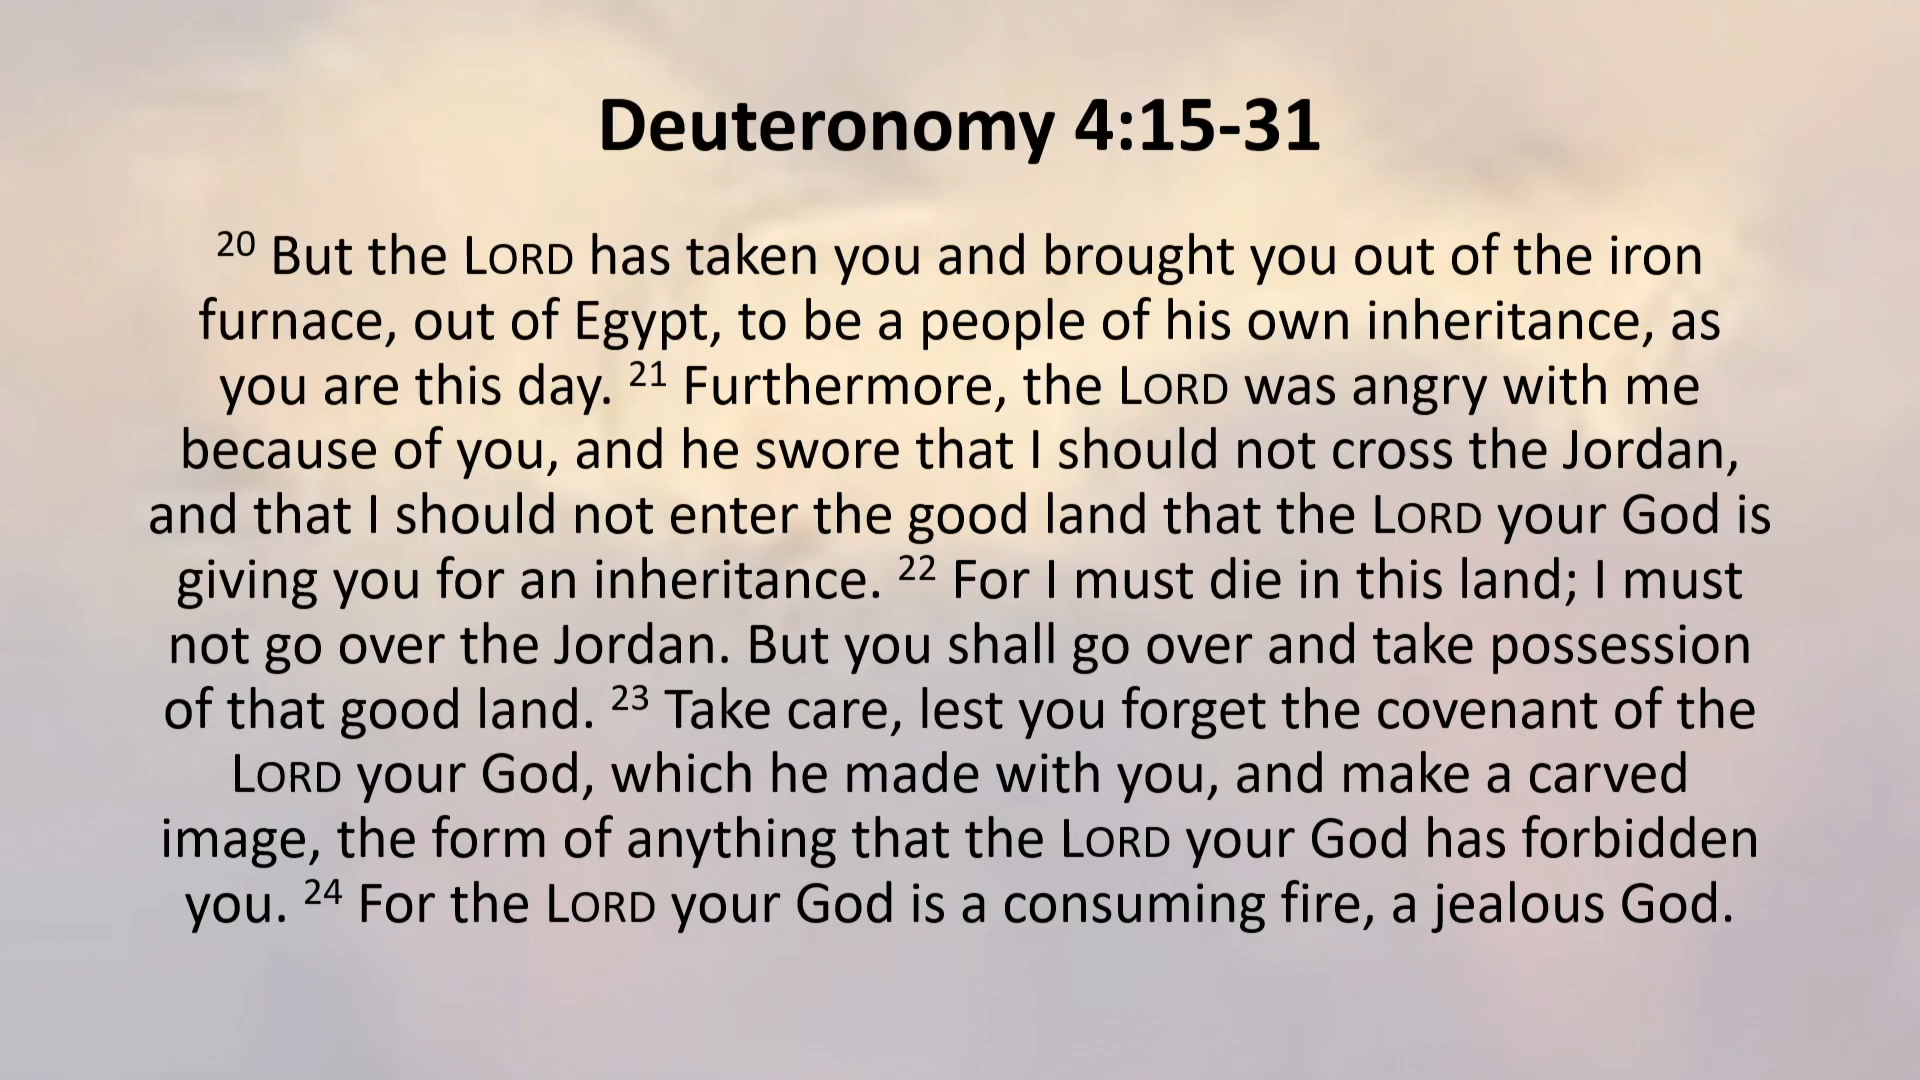 Deuteronomy 4:15-31
20 But the LORD has taken you and brought you out of the iron
furnace, out of Egypt, to be a people of his own inheritance, as
you are this day. 21 Furthermore, the LORD was angry with me
because of you, and he swore that I should not cross the Jordan,
and that I should not enter the good land that the LORD your God is
giving you for an inheritance. 22 For I must die in this land; I must
not go over the Jordan. But you shall go over and take possession
of that good land. 23 Take care, lest you forget the covenant of the
LORD your God, which he made with you, and make a carved
image, the form of anything that the LORD your God has forbidden
you. 24 For the LORD your God is a consuming fire, a jealous God.